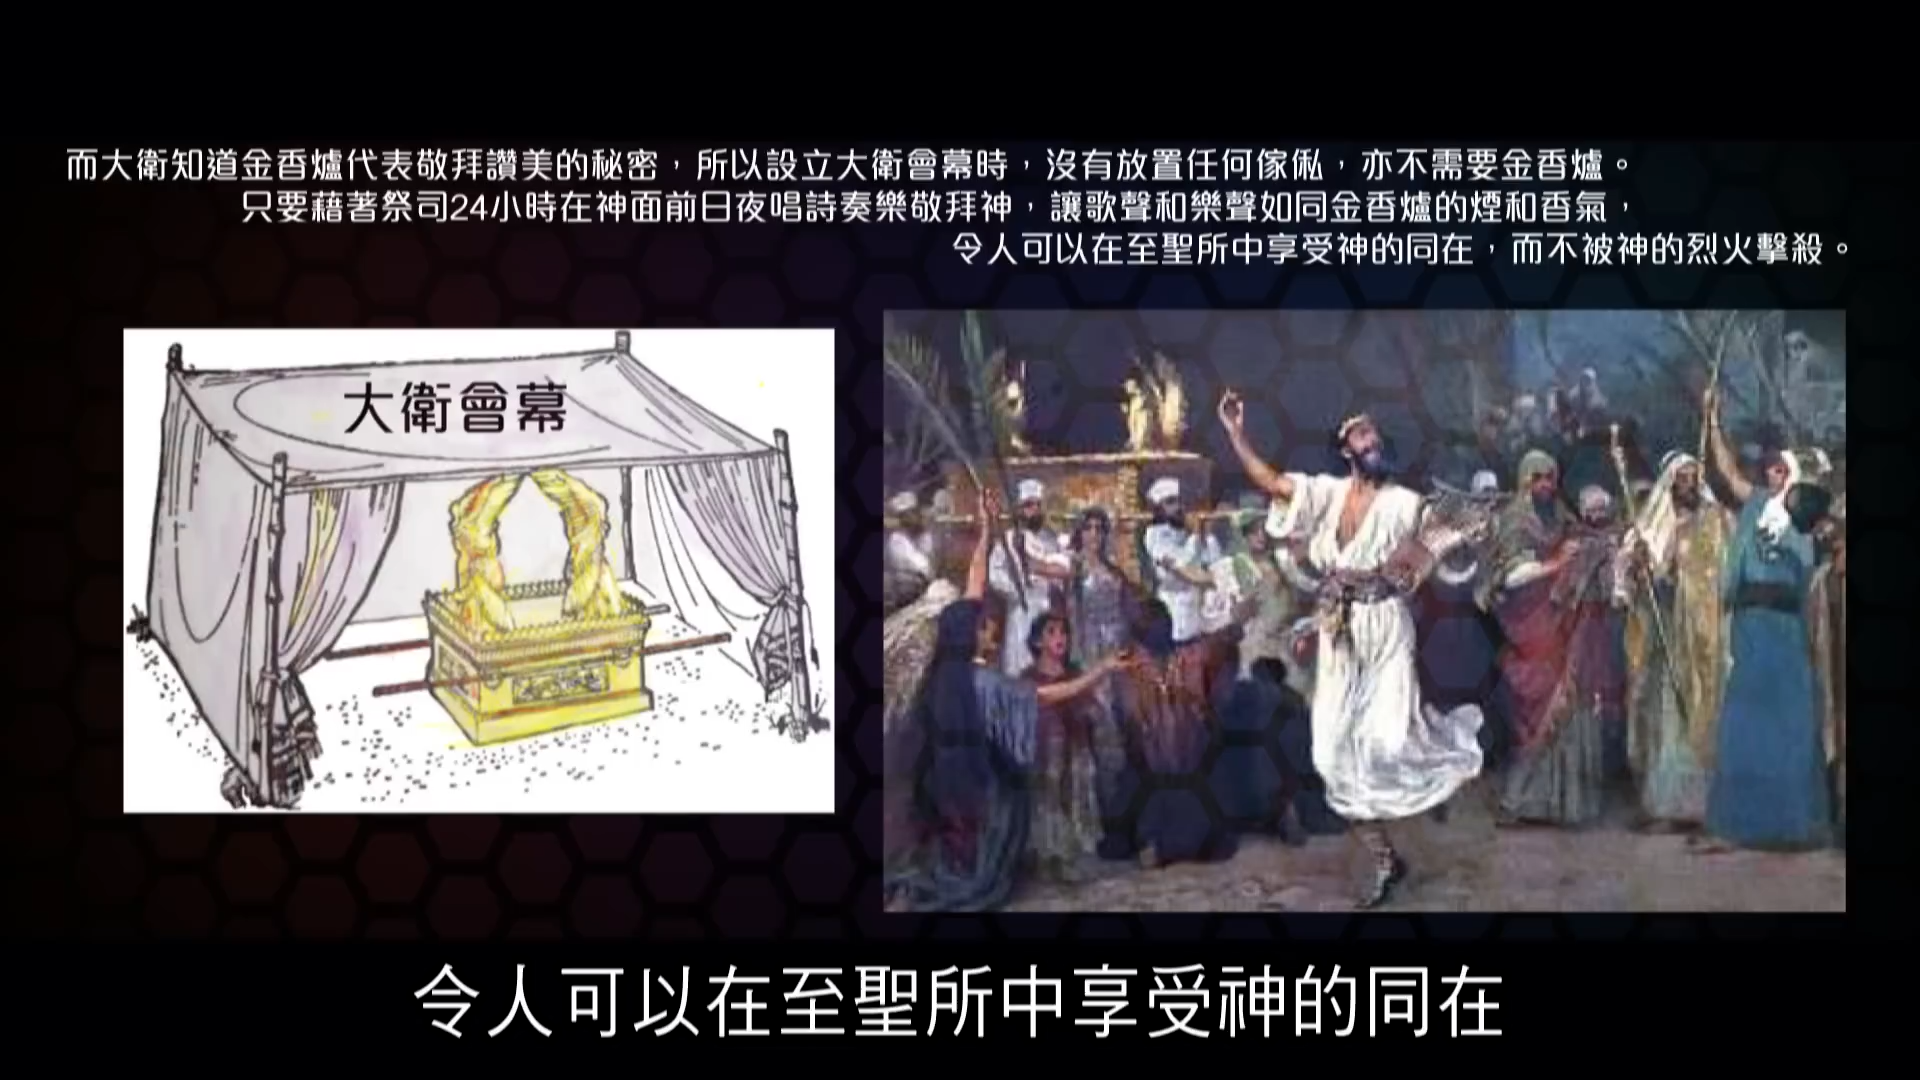 而大衛知道金香爐代表敬拜讚美的秘密，所以設立大衛會幕時，沒有放置任何傢俬，亦不需要金香爐。
只要藉著祭司24小時在神面前日夜唱詩奏樂敬拜神，讓歌聲和樂聲如同金香爐的煙和香氣，
令人可以在至聖所中享受神的同在，而不被神的烈火擊殺。
大衛會幕
令人可以在至聖所中享受神的同在